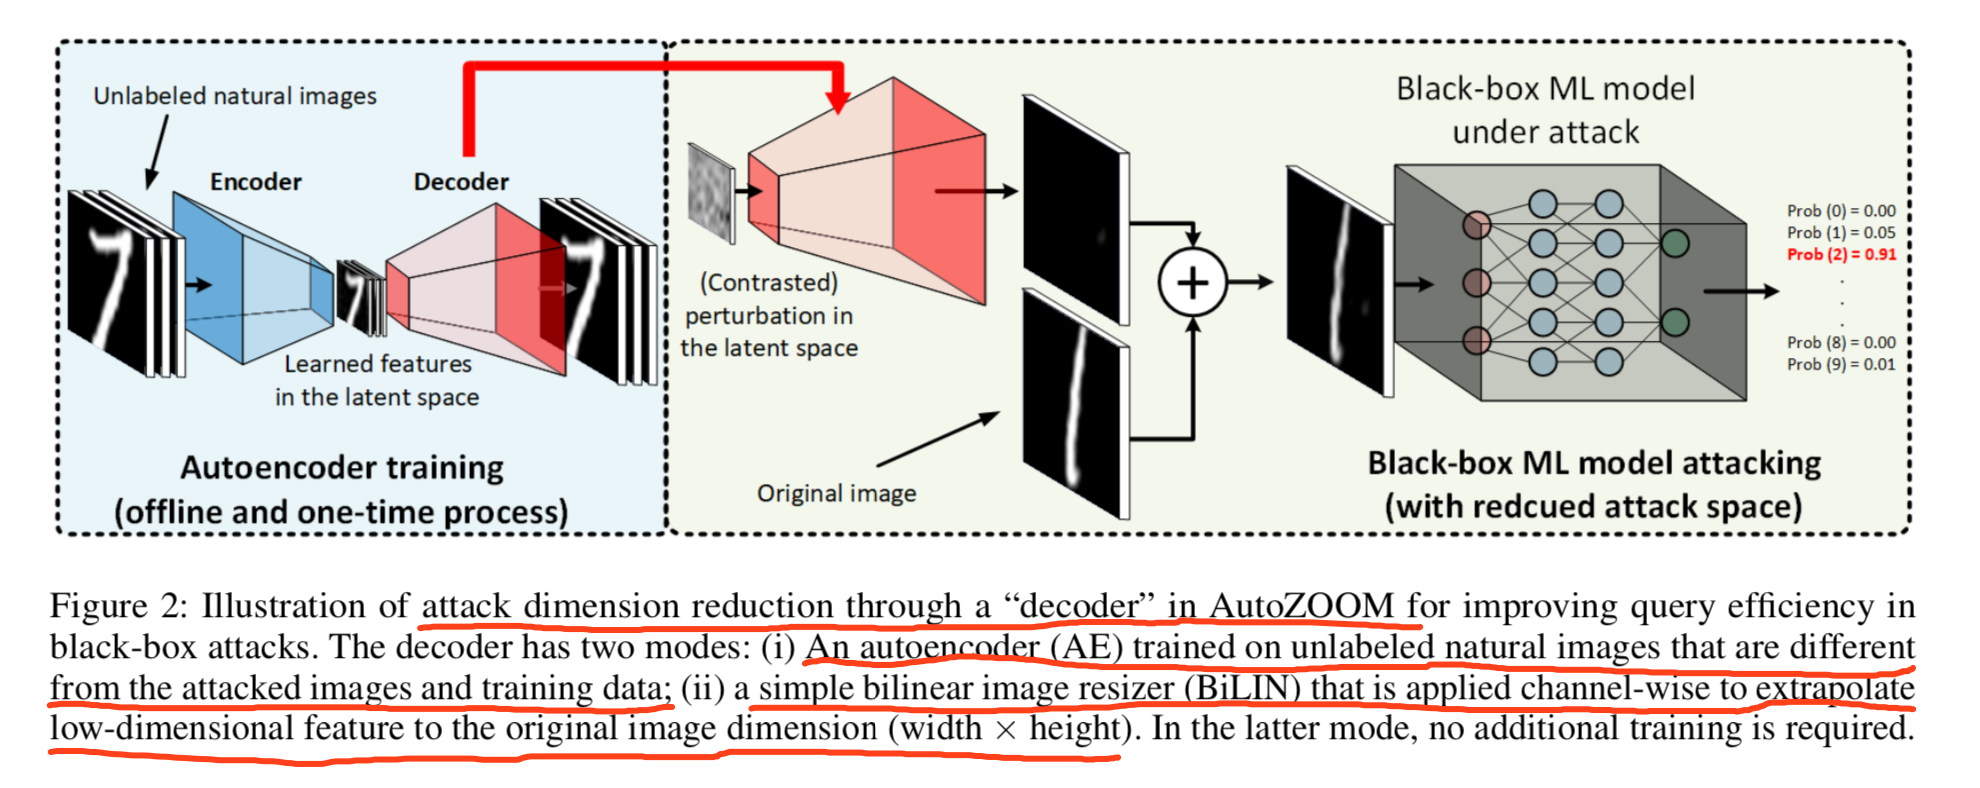 Unlabeled natural images
Encoder
Decoder
Learned features
in the latent space
Autoencoder training
(offline and one-time process)
(Contrasted)
perturbation in
the latent space
Original image
Black-box ML model
under attack
Prob (0) = 0.00
Prob (1) = 0.05
Prob (2) = 0.91
.
.
.
Prob (8) = 0.00
Prob (9) = 0.01
Black-box ML model attacking
(with redcued attack space)
Figure 2: Illustration of attack dimension reduction through a “decoder” in AutoZOOM for improving query efficiency in
black-box attacks. The decoder has two modes: (i) An autoencoder (AE) trained on unlabeled natural images that are different
from the attacked images and training data; (ii) a simple bilinear image resizer (BiLIN) that is applied channel-wise to extrapolate
low-dimensional feature to the original image dimension (width × height). In the latter mode, no additional training is required.